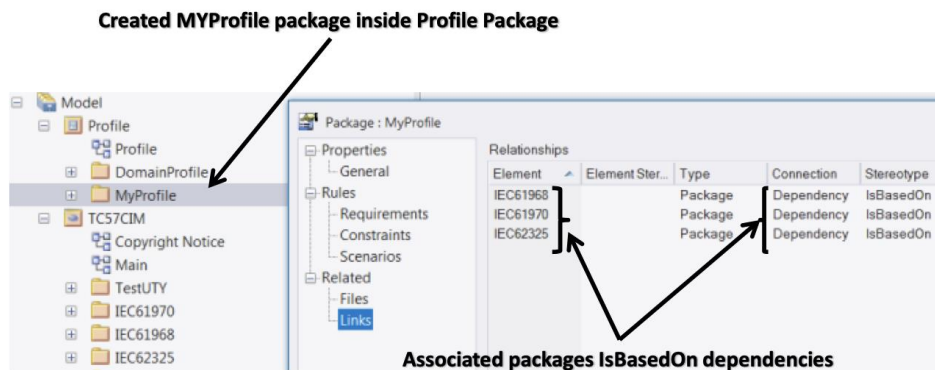 Created MYProfile package inside Profile Package
Model
Profile
Profile
DomainProfile
MyProfile
TC57CIM
Copyright Notice
Main
TestUTY
IEC61970
IEC61968
IEC62325
Package : MyProfile
Properties
General
Rules
Requirements
Constraints
Scenarios
Related
Files
Links
Relationships
Element Element Ster... Type Connection Stereotype
IEC61968 Package Dependency IsBasedOn
IEC61970 Package Dependency IsBasedOn
IEC62325 Package Dependency IsBasedOn
Associated packages IsBasedOn dependencies